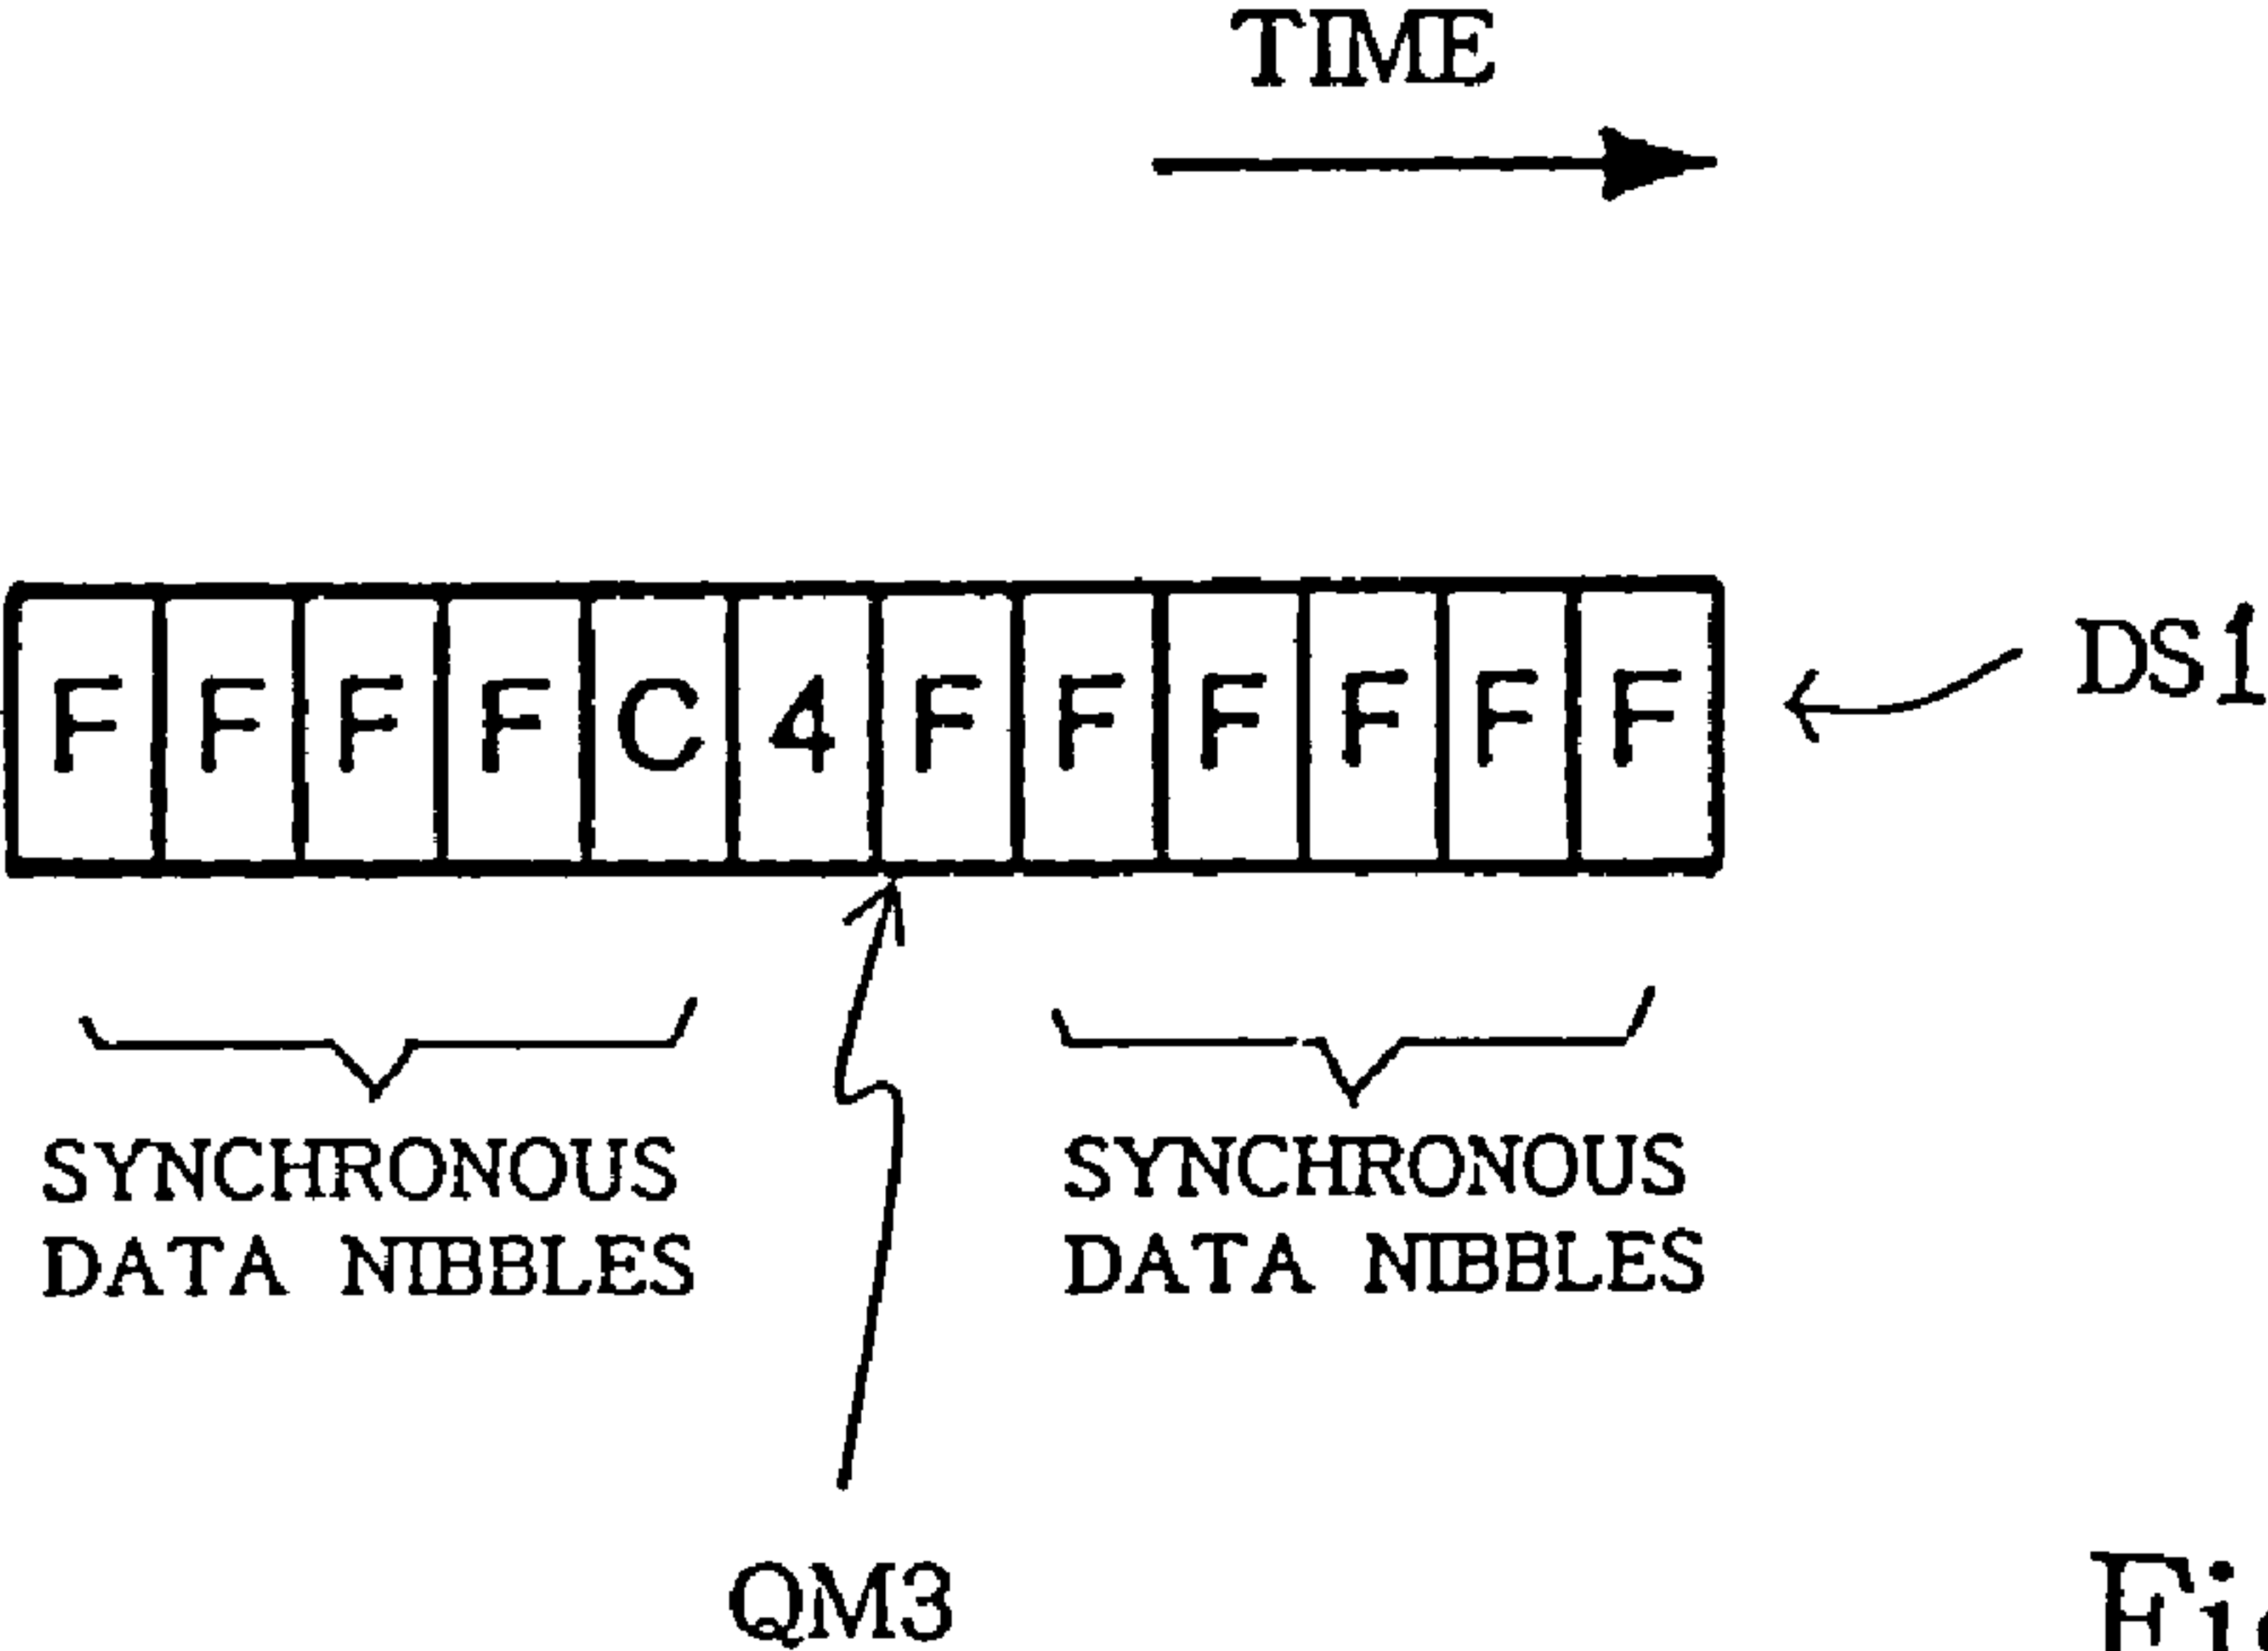 TIME
F F F F C 4 F F F F F F
DS1
SYNCHRONOUS
DATA NIBBLES
SYNCHRONOUS
DATA NIBBLES
QM3